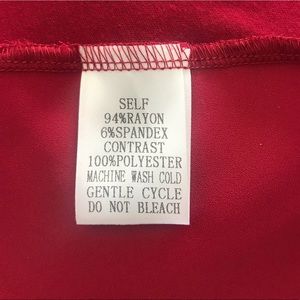 SELF
94%RAYON
6%SPANDEX
CONTRAST
100%POLYESTER
MACHINE WASH COLD
GENTLE CYCLE
DO NOT BLEACH